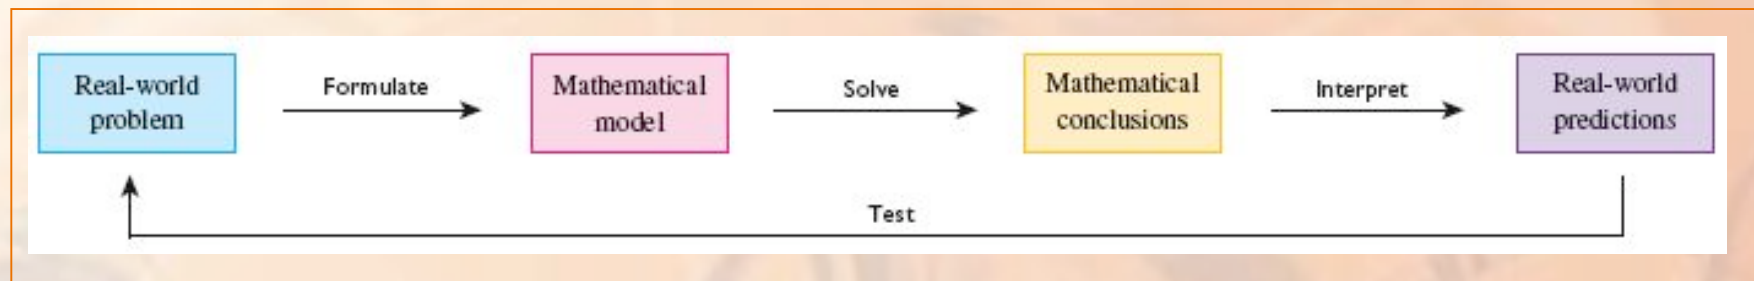 Real-world
problem
Formulate
Mathematical
model
Solve
Mathematical
conclusions
Interpret
Real-world
predictions
Test